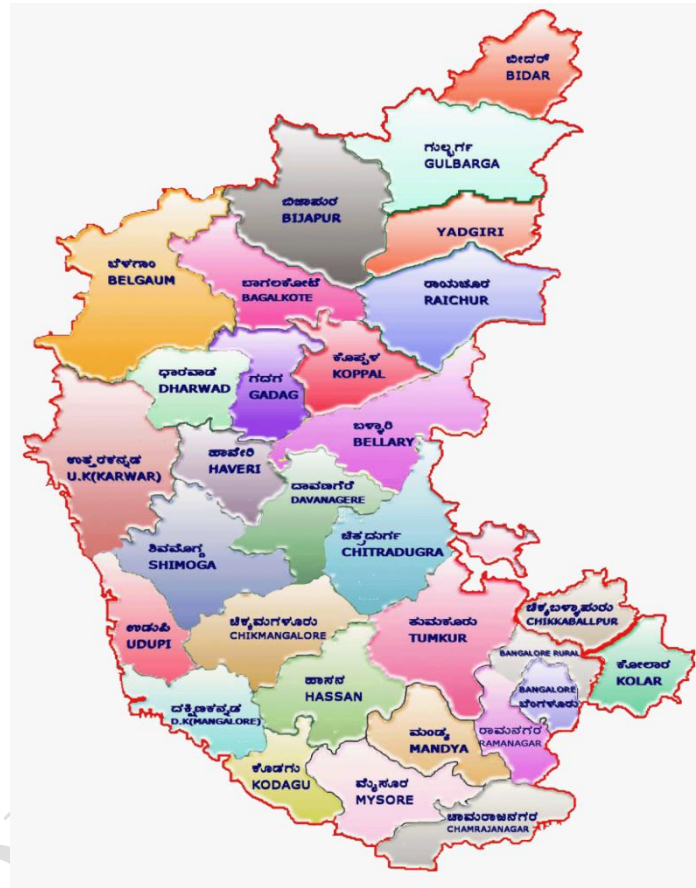 ಬೀದರ್
BIDAR
ಗುಲ್ಬರ್ಗ
GULBARGA
ಬಿಜಾಪುರ
BIJAPUR
YADGIRI
ಬೆಳಗಾಂ
BELGAUM
ಬಾಗಲಕೋಟೆ
BAGALKOTE
ರಾಯಚೂರ
RAICHUR
ಧಾರವಾಡ
DHARWAD
ಗದಗ
GADAG
ಕೊಪ್ಪಳ
KOPPAL
ಬಳ್ಳಾರಿ
BELLARY
ಉತ್ತರಕನ್ನಡ
U.K(KARWAR)
ಹಾವೇರಿ
HAVERI
ದಾವಣಗೆರೆ
DAVANAGERE
ಚಿತ್ರದುರ್ಗ
CHITRADUGRA
ಶಿವಮೊಗ್ಗ
SHIMOGA
ಉಡುಪಿ
UDUPI
ಚಿಕ್ಕಮಗಳೂರು
CHIKMANGALORE
ತುಮಕೂರು
TUMKUR
ಚಿಕ್ಕಬಳ್ಳಾಪುರು
CHIKKABALLPUR
BANGALORE RURAL
ಕೋಲಾರ
KOLAR
BANGALORE
ಬೆಂಗಳೂರು
ಹಾಸನ
HASSAN
ದಕ್ಷಿಣಕನ್ನಡ
D.K(MANGALORE)
ಮಂಡ್ಯ
MANDYA
ರಾಮನಗರ
RAMANAGAR
ಕೊಡಗು
KODAGU
ಮೈಸೂರ
MYSORE
ಚಾಮರಾಜನಗರ
CHAMRAJANAGAR